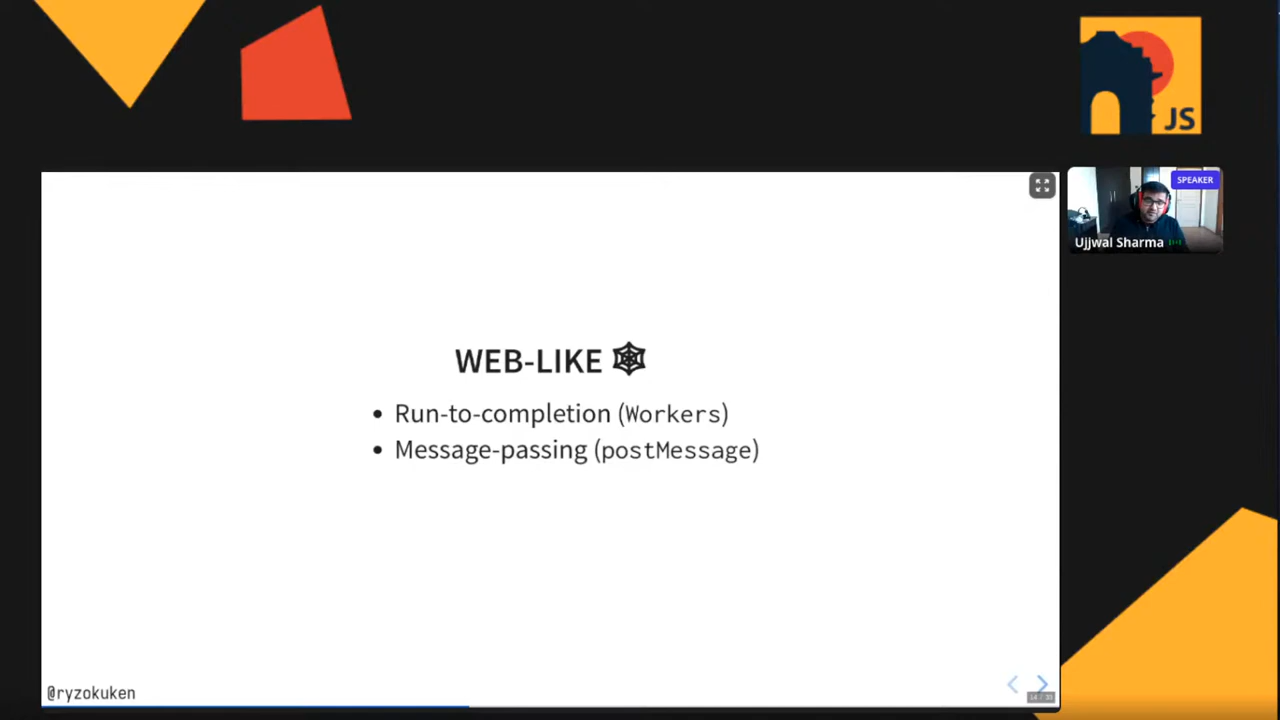 JS
SPEAKER
Ujjwal Sharma
WEB-LIKE
• Run-to-completion (Workers)
• Message-passing (postMessage)
@ryzokuken